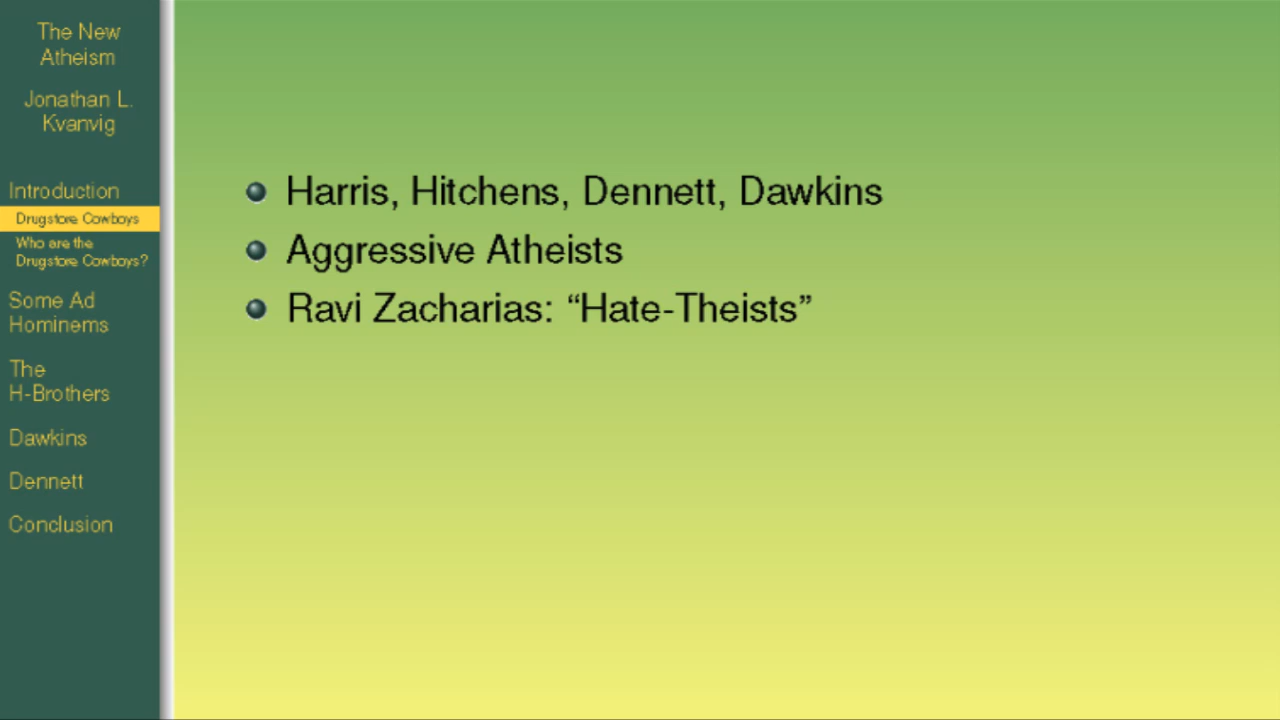 The New
Atheism
Jonathan L.
Kvanvig
Introduction
Drugstore Cowboys
Who are the
Drugstore Cowboys?
Some Ad
Hominems
The
H-Brothers
Dawkins
Dennett
Conclusion
Harris, Hitchens, Dennett, Dawkins
Aggressive Atheists
Ravi Zacharias: “Hate-Theists”